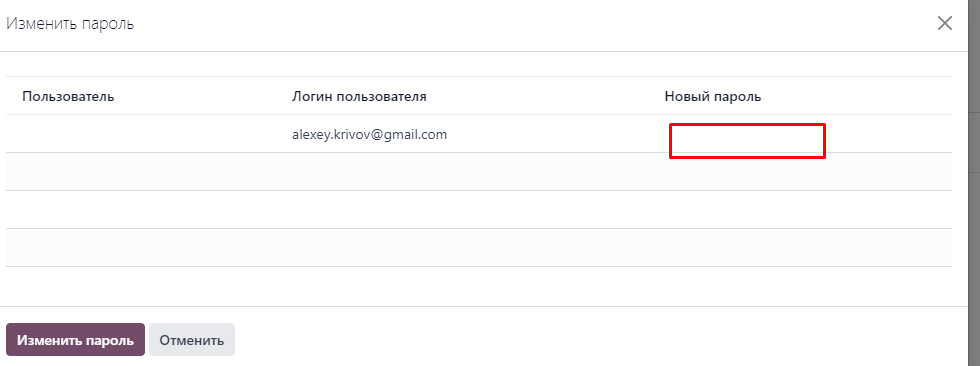 Изменить пароль
Пользователь Логин пользователя Новый пароль
alexey.krivov@gmail.com
Изменить пароль Отменить